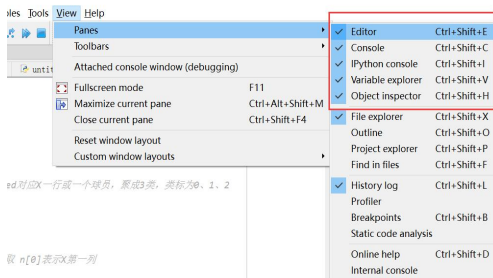 oles Tools View Help
Panes
Toolbars
Attached console window (debugging)
Fullscreen mode F11
Maximize current pane Ctrl+Alt+Shift+M
Close current pane Ctrl+Shift+F4
Reset window layout
Custom window layouts
Editor Ctrl+Shift+E
Console Ctrl+Shift+C
IPython console Ctrl+Shift+I
Variable explorer Ctrl+Shift+V
Object inspector Ctrl+Shift+H
File explorer Ctrl+Shift+X
Outline Ctrl+Shift+O
Project explorer Ctrl+Shift+P
Find in files Ctrl+Shift+F
History log Ctrl+Shift+L
Profiler
Breakpoints Ctrl+Shift+B
Static code analysis
Online help Ctrl+Shift+D
Internal console
untit
ed对应X一行或一个球员，聚成3类，类标为0、1、2
取 n[0]表示X第一列